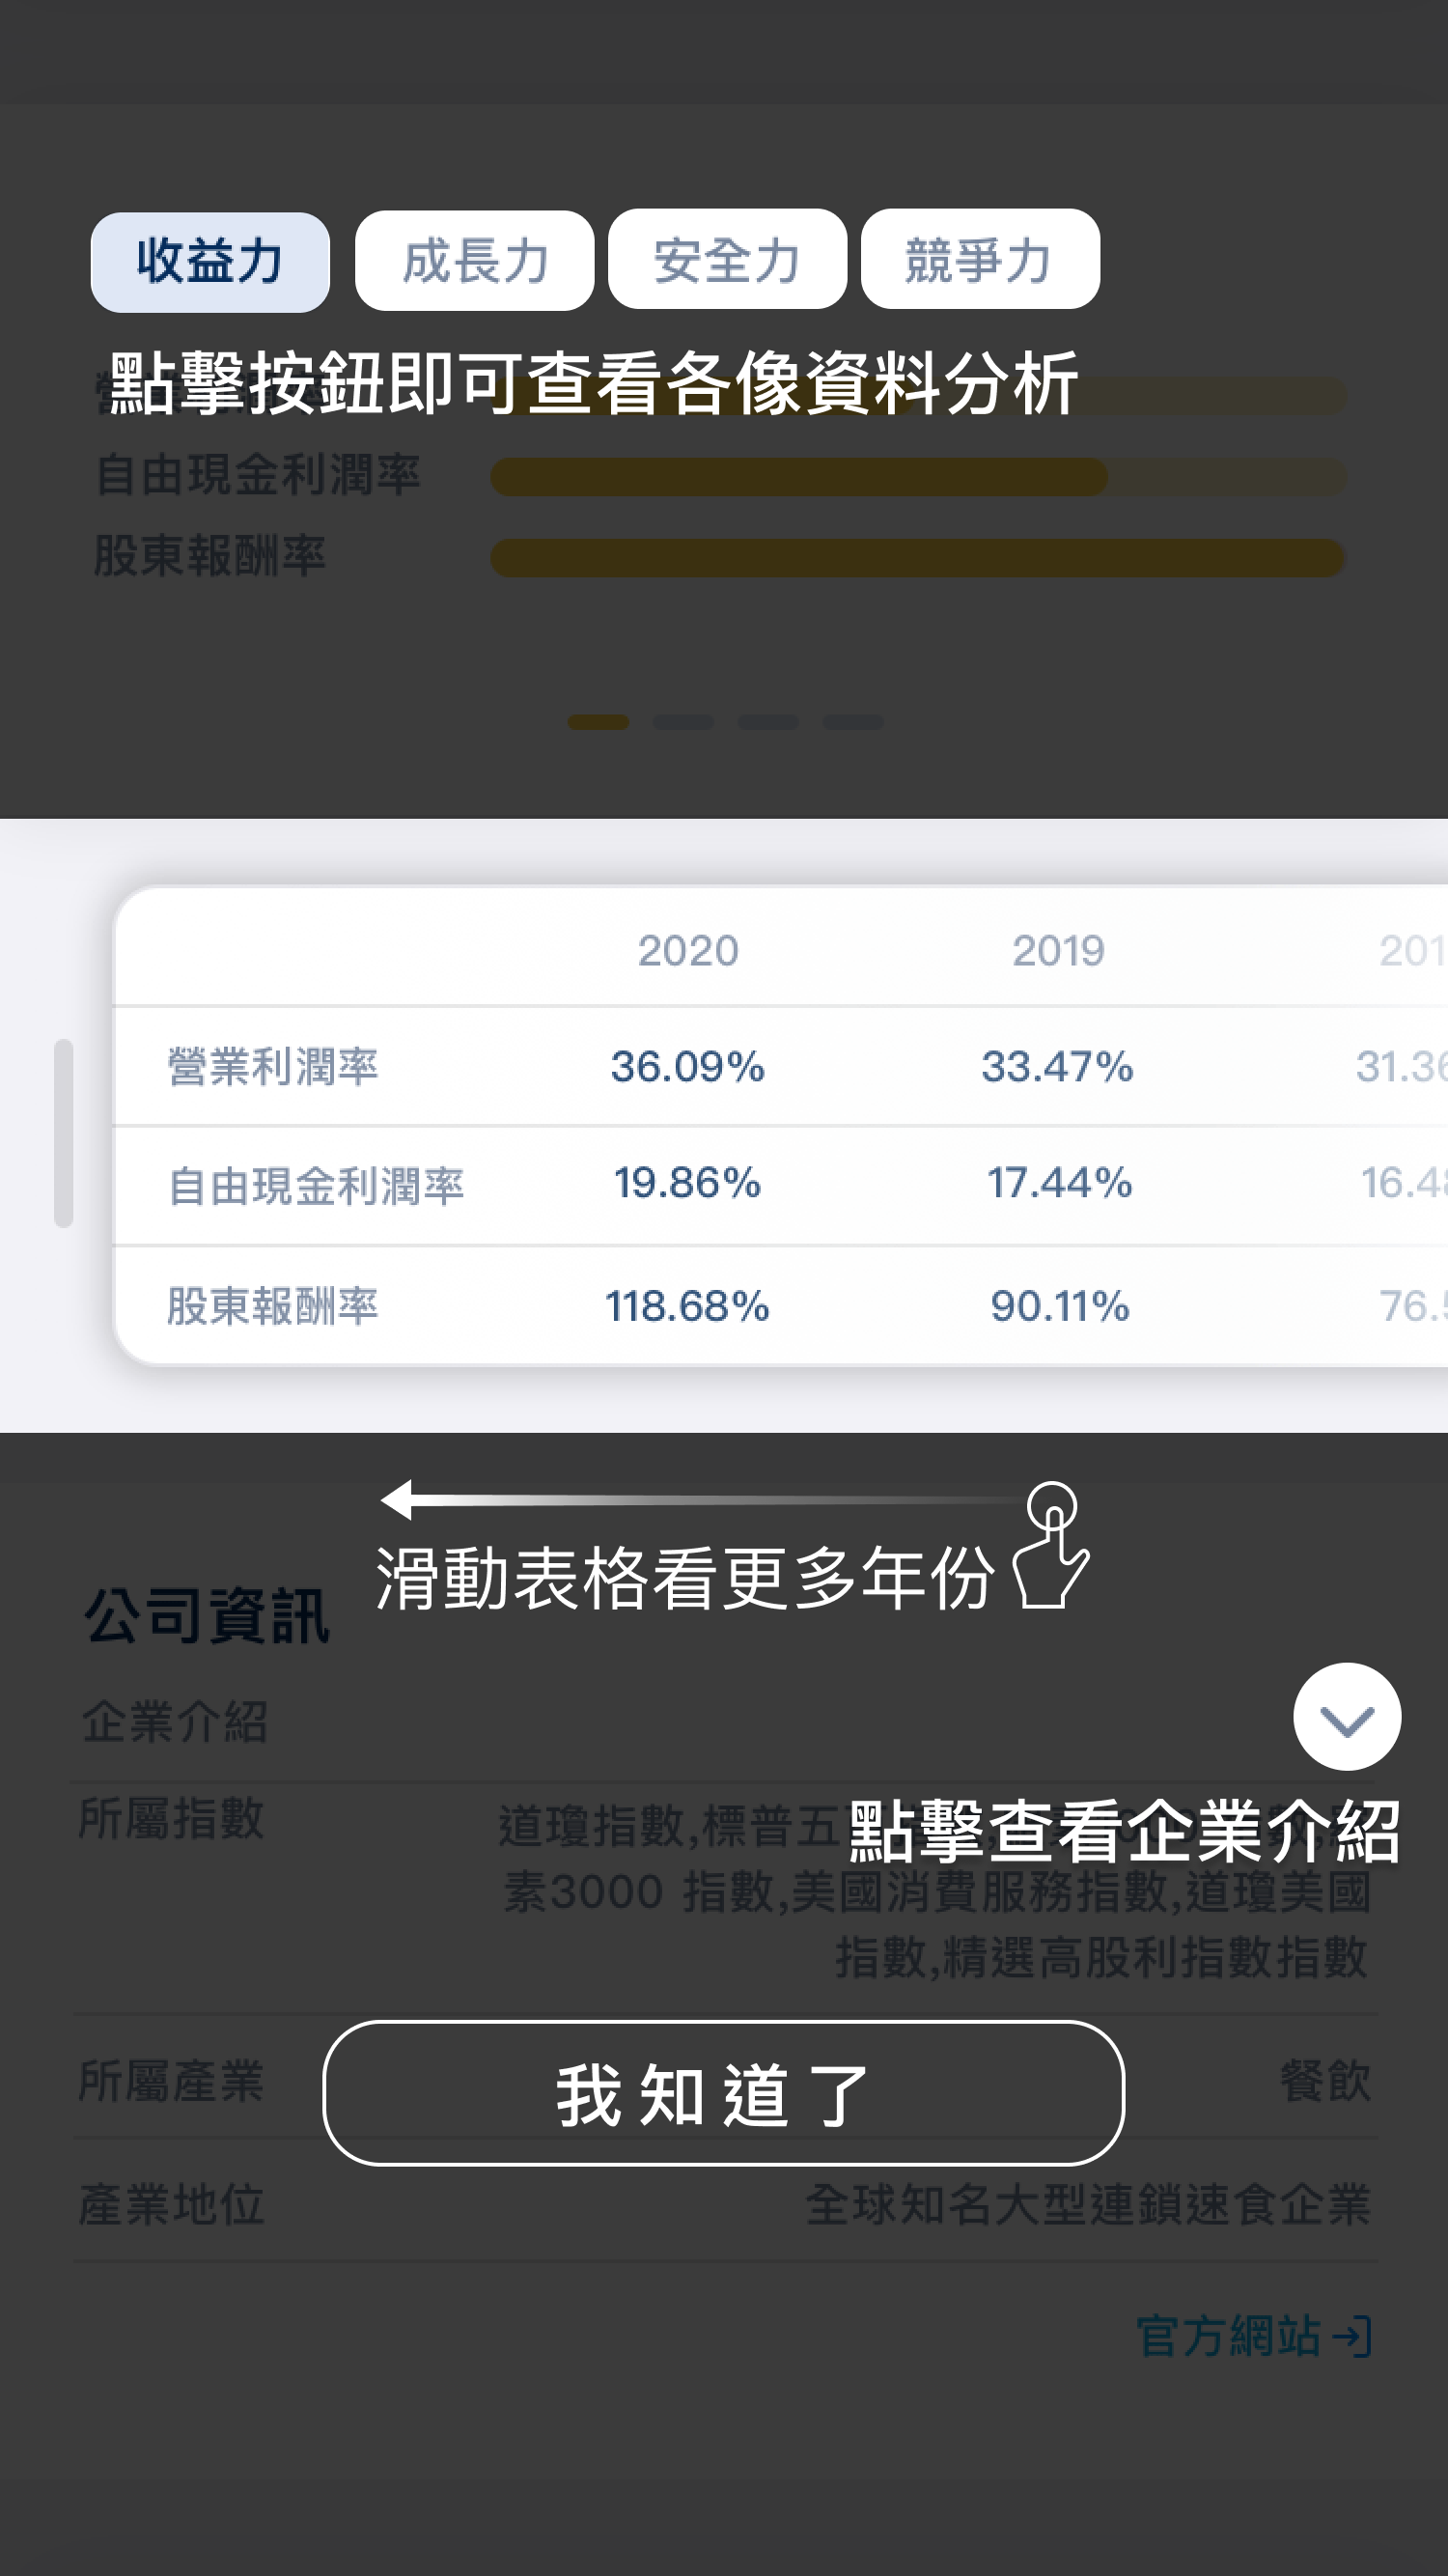 收益力 成長力 安全力 競爭力
點擊按鈕即可查看各像資料分析
自由現金利潤率
股東報酬率
2020 2019 201
營業利潤率 36.09% 33.47% 31.36
自由現金利潤率 19.86% 17.44% 16.48
股東報酬率 118.68% 90.11% 76.5
滑動表格看更多年份
公司資訊
企業介紹
點擊查看企業介紹
所屬指數 道瓊指數,標普五
素3000 指數,美國消費服務指數,道瓊美國
指數,精選高股利指數指數
我知道了
所屬產業 餐飲
產業地位 全球知名大型連鎖速食企業
官方網站